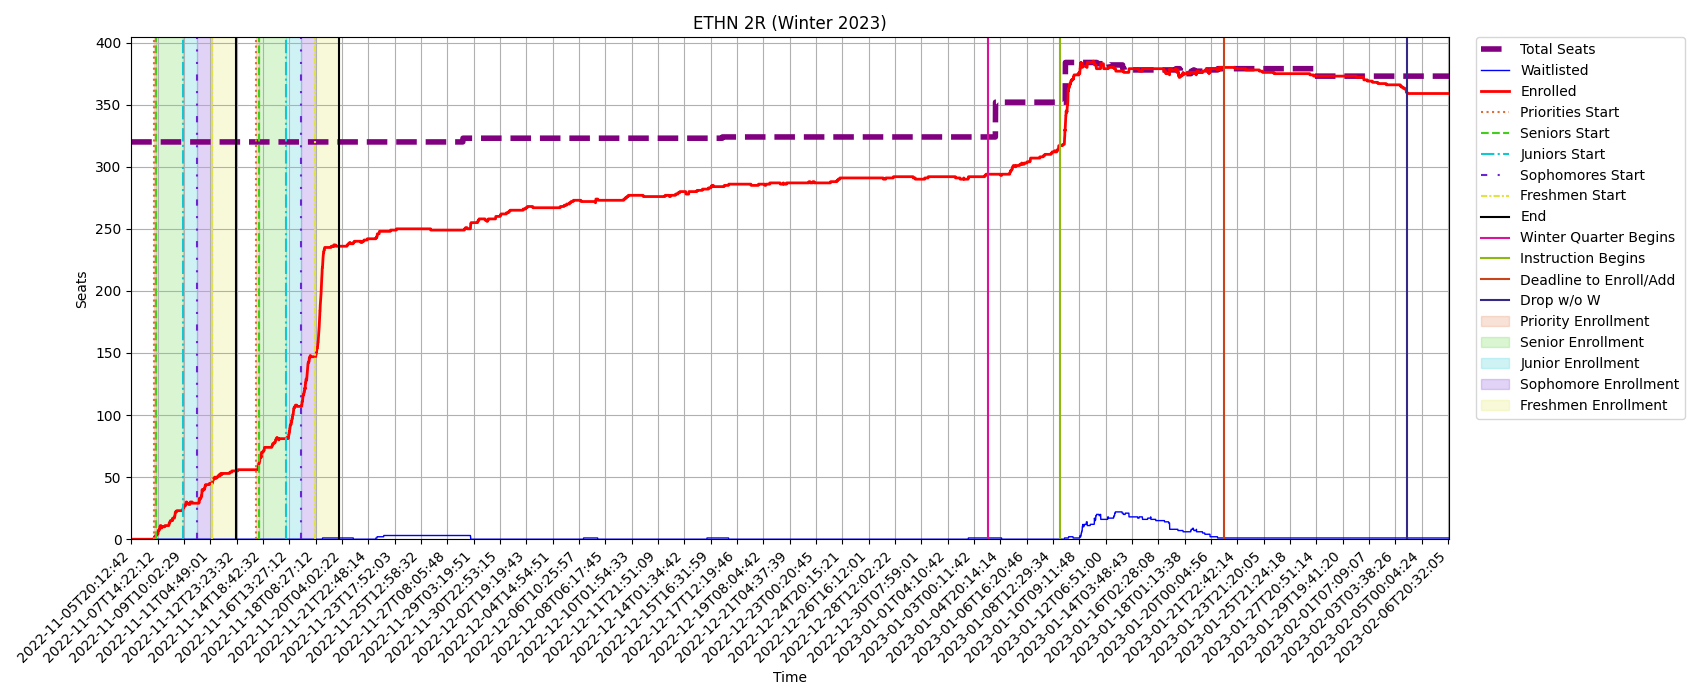 ETHN 2R (Winter 2023)
400
350
300
250
200
150
100
50
0
Seats
2022-11-05T20:12:42
2022-11-07T14:22:12
2022-11-09T10:02:29
2022-11-11T04:49:01
2022-11-12T23:23:32
2022-11-14T18:42:32
2022-11-16T13:27:12
2022-11-18T08:27:12
2022-11-20T04:02:22
2022-11-21T22:48:14
2022-11-23T17:52:03
2022-11-25T12:58:32
2022-11-27T08:05:48
2022-11-29T03:19:51
2022-11-30T22:53:15
2022-12-02T19:19:43
2022-12-04T14:54:51
2022-12-06T10:25:57
2022-12-08T06:17:45
2022-12-10T01:54:33
2022-12-11T21:51:09
2022-12-14T01:34:42
2022-12-15T16:31:59
2022-12-17T12:19:46
2022-12-19T08:04:42
2022-12-21T04:37:39
2022-12-23T00:20:45
2022-12-24T20:15:21
2022-12-26T16:12:01
2022-12-28T12:02:22
2022-12-30T07:59:01
2023-01-01T04:10:42
2023-01-03T00:11:42
2023-01-04T20:14:14
2023-01-06T16:20:46
2023-01-08T12:29:34
2023-01-10T09:11:48
2023-01-12T06:51:00
2023-01-14T03:48:43
2023-01-16T02:28:08
2023-01-18T01:13:38
2023-01-20T00:04:56
2023-01-21T22:42:14
2023-01-23T21:20:05
2023-01-25T21:24:18
2023-01-27T20:51:14
2023-01-29T19:41:20
2023-02-01T07:09:07
2023-02-03T03:38:26
2023-02-05T00:04:24
2023-02-06T20:32:05
Time
Total Seats
Waitlisted
Enrolled
Priorities Start
Seniors Start
Juniors Start
Sophomores Start
Freshmen Start
End
Winter Quarter Begins
Instruction Begins
Deadline to Enroll/Add
Drop w/o W
Priority Enrollment
Senior Enrollment
Junior Enrollment
Sophomore Enrollment
Freshmen Enrollment